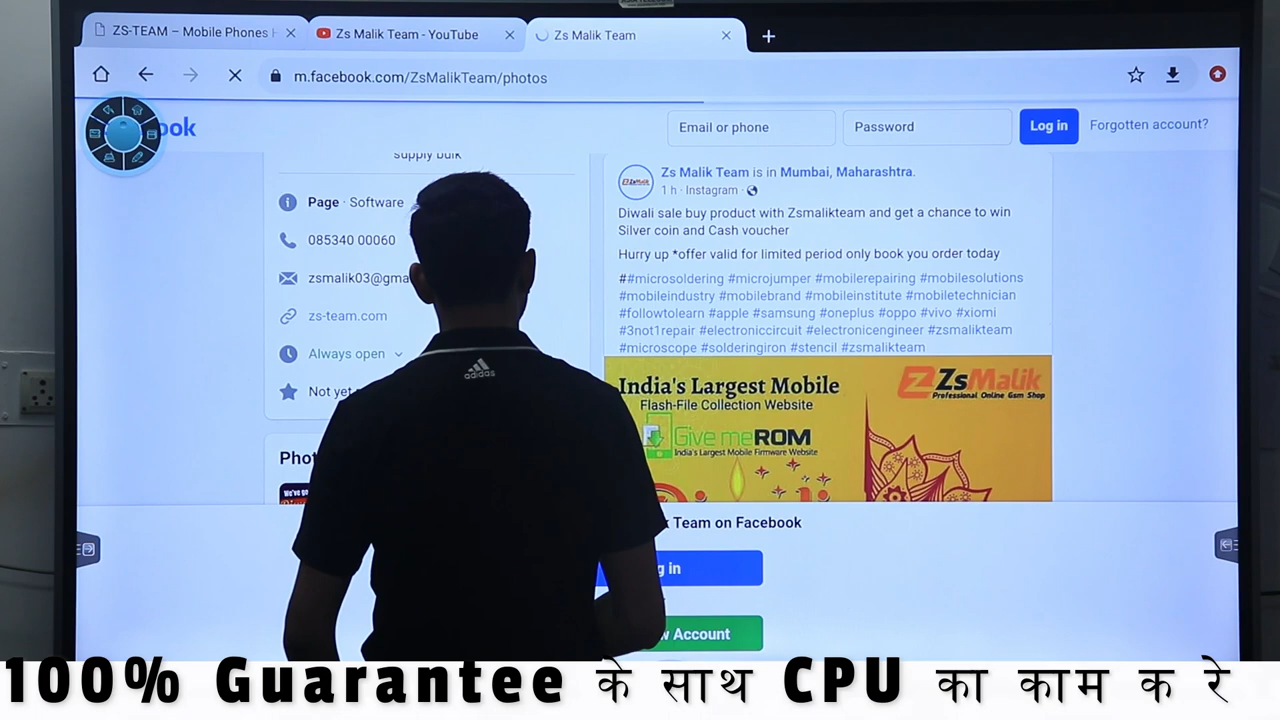 ZS-TEAM – Mobile Phones
Zs Malik Team - YouTube
Zs Malik Team
m.facebook.com/ZsMalikTeam/photos
Email or phone
Password
Log in
Forgotten account?
supply bulk
Page · Software
085340 00060
zsmalik03@gma
zs-team.com
Always open
Not yet
Zs Malik Team is in Mumbai, Maharashtra.
1 h · Instagram ·
Diwali sale buy product with Zsmalikteam and get a chance to win
Silver coin and Cash voucher
Hurry up *offer valid for limited period only book you order today
##microsoldering #microjumper #mobilerepairing #mobilesolutions
#mobileindustry #mobilebrand #mobileinstitute #mobiletechnician
#followtolearn #apple #samsung #oneplus #oppo #vivo #xiomi
#3not1repair #electroniccircuit #electronicengineer #zsmalikteam
#microscope #solderingiron #stencil #zsmalikteam
India's Largest Mobile
Flash-File Collection Website
Give meROM
India's Largest Mobile Firmware Website
ZsMalik
Professional Online Gsm Shop
We've go
Team on Facebook
Account
adidas
100% Guarantee के साथ CPU का काम क रे